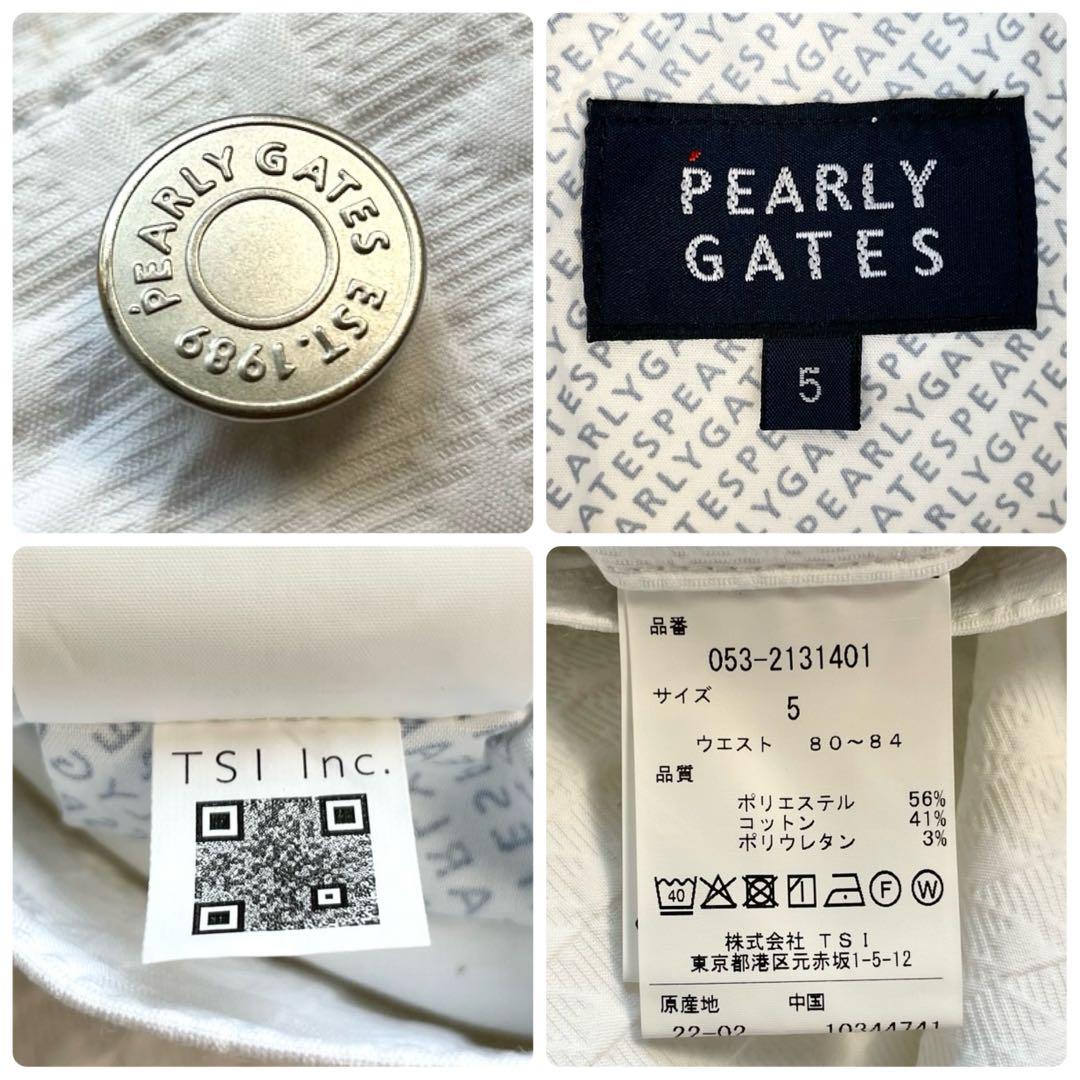 PEARLY GATES EST.1989
PEARLY
GATES
5
TSI Inc.
品番
053-2131401
サイズ
5
ウエスト 80~84
品質
ポリエステル 56%
コットン 41%
ポリウレタン 3%
40
F
W
株式会社 TSI
東京都港区元赤坂1-5-12
原産地 中国
22-02 10344741
PEARLYGATES